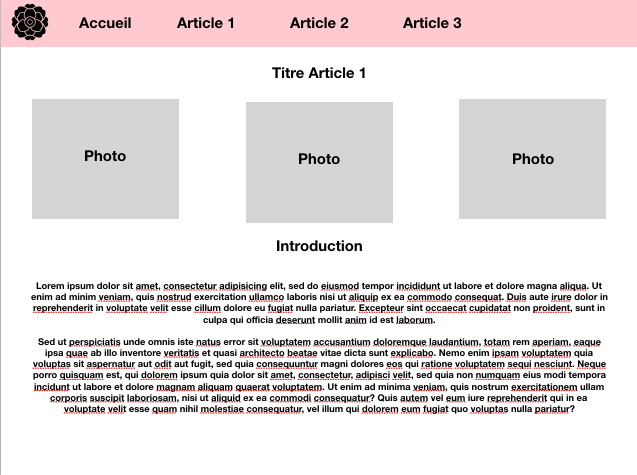 Accueil Article 1 Article 2 Article 3
Titre Article 1
Photo Photo Photo
Introduction
Lorem ipsum dolor sit amet, consectetur adipisicing elit, sed do eiusmod tempor incididunt ut labore et dolore magna aliqua. Ut
enim ad minim veniam, quis nostrud exercitation ullamco laboris nisi ut aliquip ex ea commodo consequat. Duis aute irure dolor in
reprehenderit in voluptate velit esse cillum dolore eu fugiat nulla pariatur. Excepteur sint occaecat cupidatat non proident, sunt in
culpa qui officia deserunt mollit anim id est laborum.
Sed ut perspiciatis unde omnis iste natus error sit voluptatem accusantium doloremque laudantium, totam rem aperiam, eaque
ipsa quae ab illo inventore veritatis et quasi architecto beatae vitae dicta sunt explicabo. Nemo enim ipsam voluptatem quia
voluptas sit aspernatur aut odit aut fugit, sed quia consequuntur magni dolores eos qui ratione voluptatem sequi nesciunt. Neque
porro quisquam est, qui dolorem ipsum quia dolor sit amet, consectetur, adipisci velit, sed quia non numquam eius modi tempora
incidunt ut labore et dolore magnam aliquam quaerat voluptatem. Ut enim ad minima veniam, quis nostrum exercitationem ullam
corporis suscipit laboriosam, nisi ut aliquid ex ea commodi consequatur? Quis autem vel eum iure reprehenderit qui in ea
voluptate velit esse quam nihil molestiae consequatur, vel illum qui dolorem eum fugiat quo voluptas nulla pariatur?